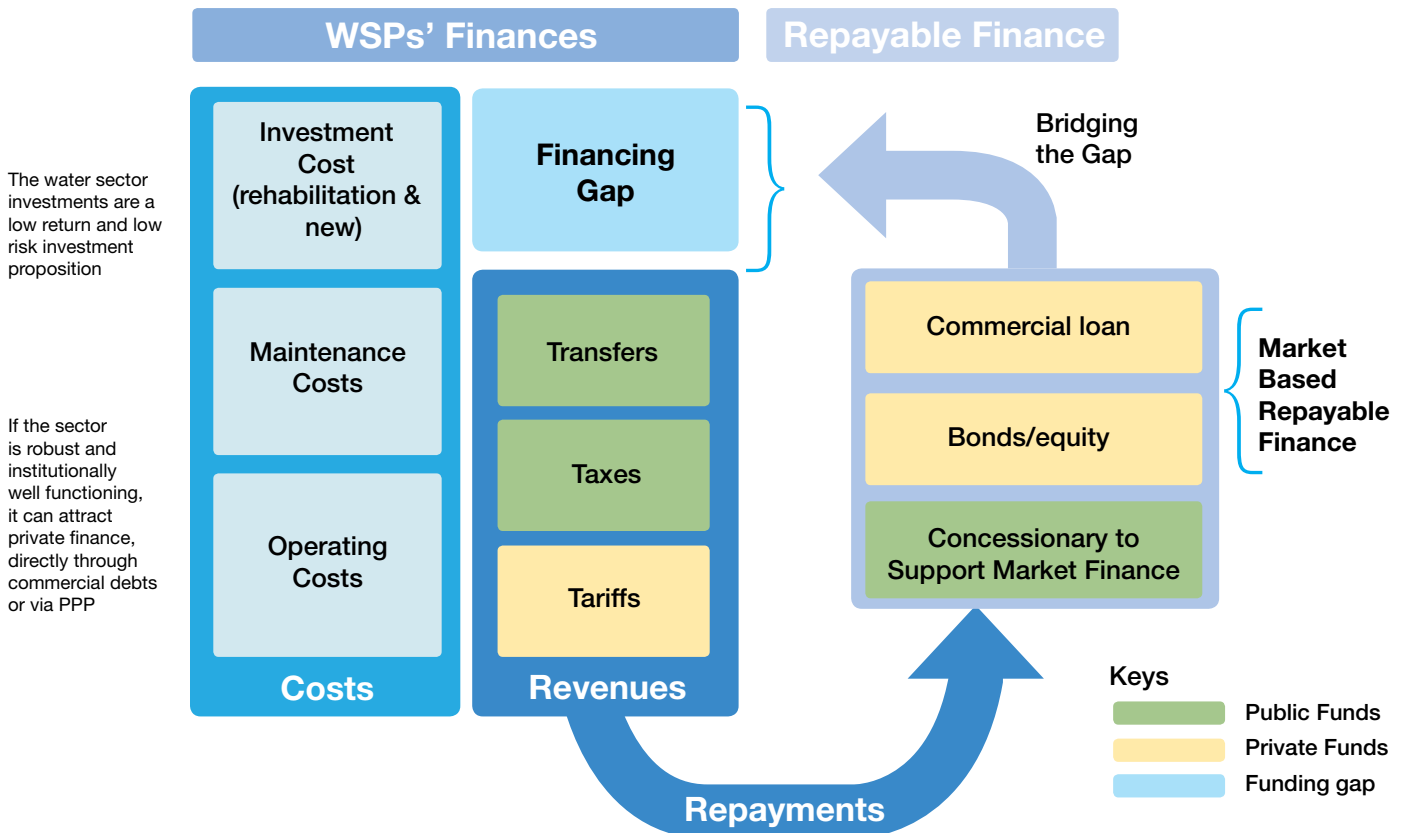 WSPs' Finances
Repayable Finance
The water sector
investments are a
low return and low
risk investment
proposition
If the sector
is robust and
institutionally
well functioning,
it can attract
private finance,
directly through
commercial debts
or via PPP
Investment
Cost
(rehabilitation &
new)
Maintenance
Costs
Operating
Costs
Costs
Financing
Gap
Transfers
Taxes
Tariffs
Revenues
Bridging
the Gap
Commercial loan
Bonds/equity
Concessionary to
Support Market Finance
Market
Based
Repayable
Finance
Repayments
Keys
Public Funds
Private Funds
Funding gap